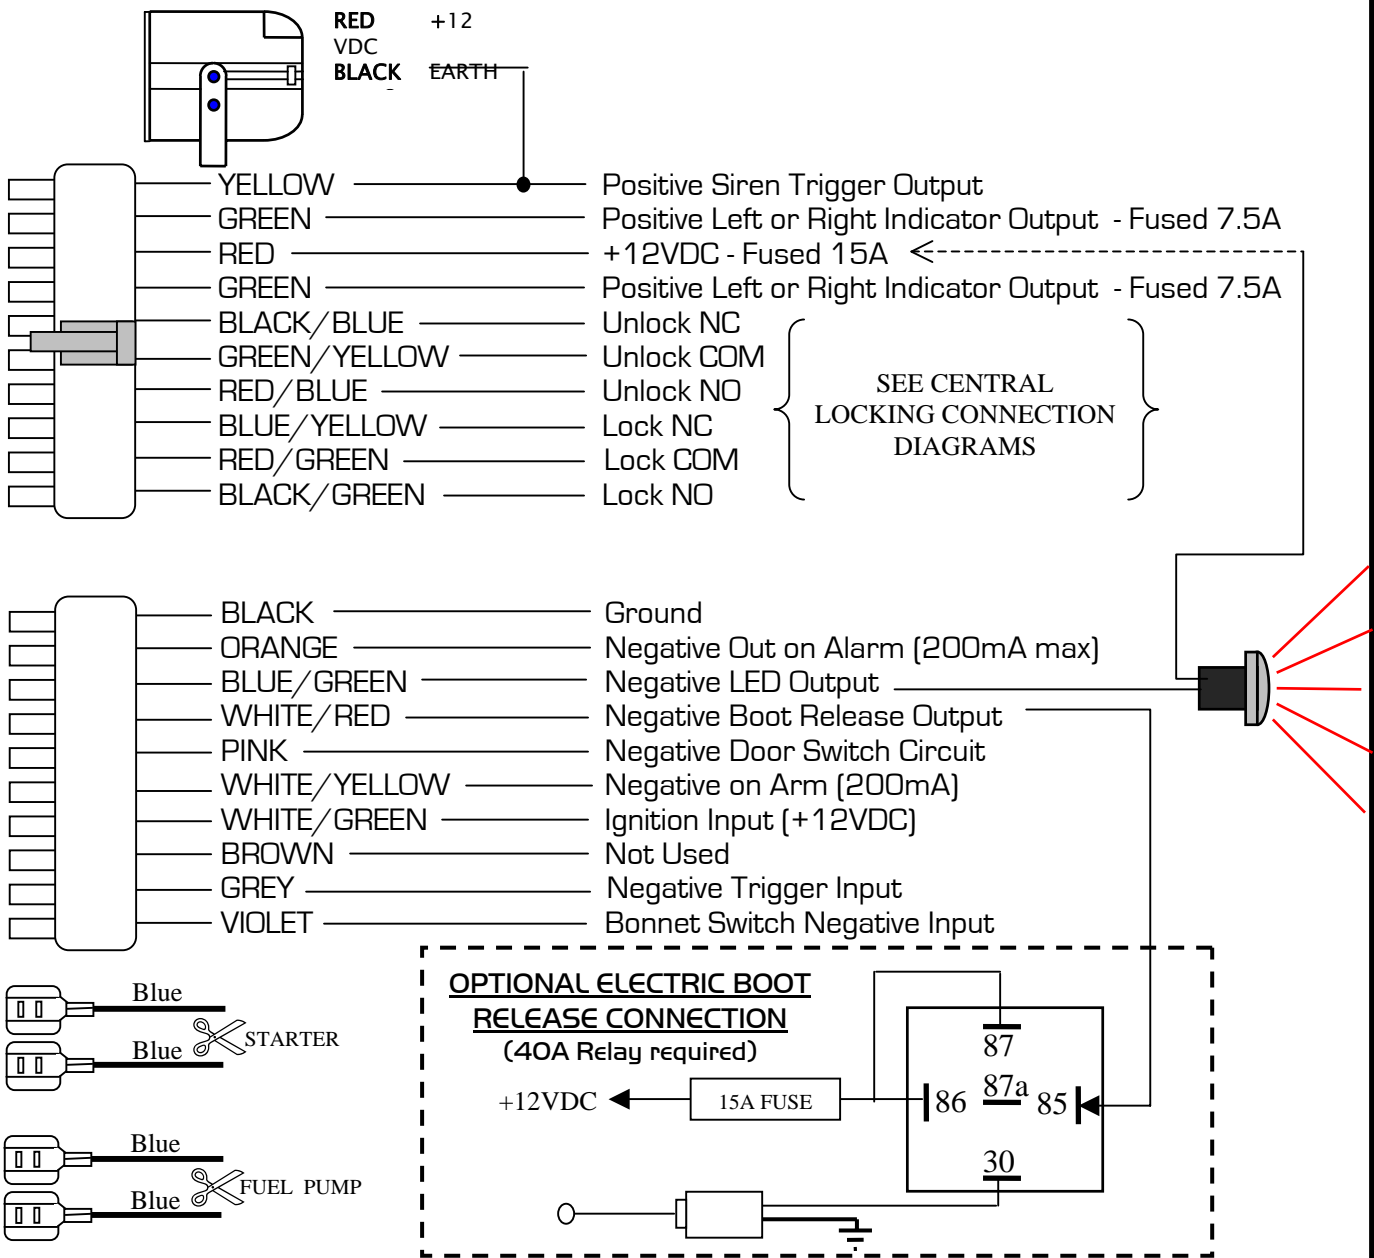 RED +12
VDC
BLACK EARTH
YELLOW Positive Siren Trigger Output
GREEN Positive Left or Right Indicator Output - Fused 7.5A
RED +12VDC - Fused 15A
GREEN Positive Left or Right Indicator Output - Fused 7.5A
BLACK/BLUE Unlock NC
GREEN/YELLOW Unlock COM
RED/BLUE Unlock NO
BLUE/YELLOW Lock NC
RED/GREEN Lock COM
BLACK/GREEN Lock NO
SEE CENTRAL
LOCKING CONNECTION
DIAGRAMS
BLACK Ground
ORANGE Negative Out on Alarm (200mA max)
BLUE/GREEN Negative LED Output
WHITE/RED Negative Boot Release Output
PINK Negative Door Switch Circuit
WHITE/YELLOW Negative on Arm (200mA)
WHITE/GREEN Ignition Input (+12VDC)
BROWN Not Used
GREY Negative Trigger Input
VIOLET Bonnet Switch Negative Input
Blue
Blue
STARTER
Blue
Blue
FUEL PUMP
OPTIONAL ELECTRIC BOOT
RELEASE CONNECTION
(40A Relay required)
+12VDC
15A FUSE
87
86
87a
85
30